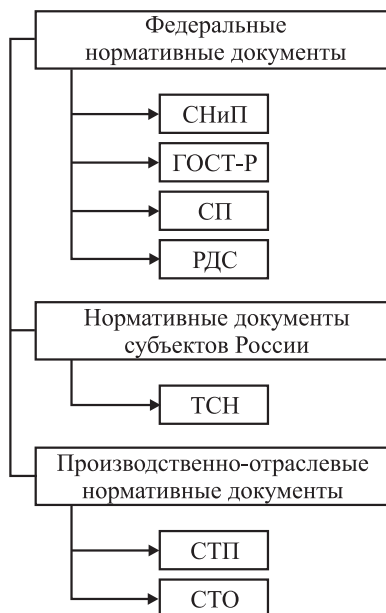 Федеральные
нормативные документы
СНиП
ГОСТ-Р
СП
РДС
Нормативные документы
субъектов России
ТСН
Производственно-отраслевые
нормативные документы
СТП
СТО